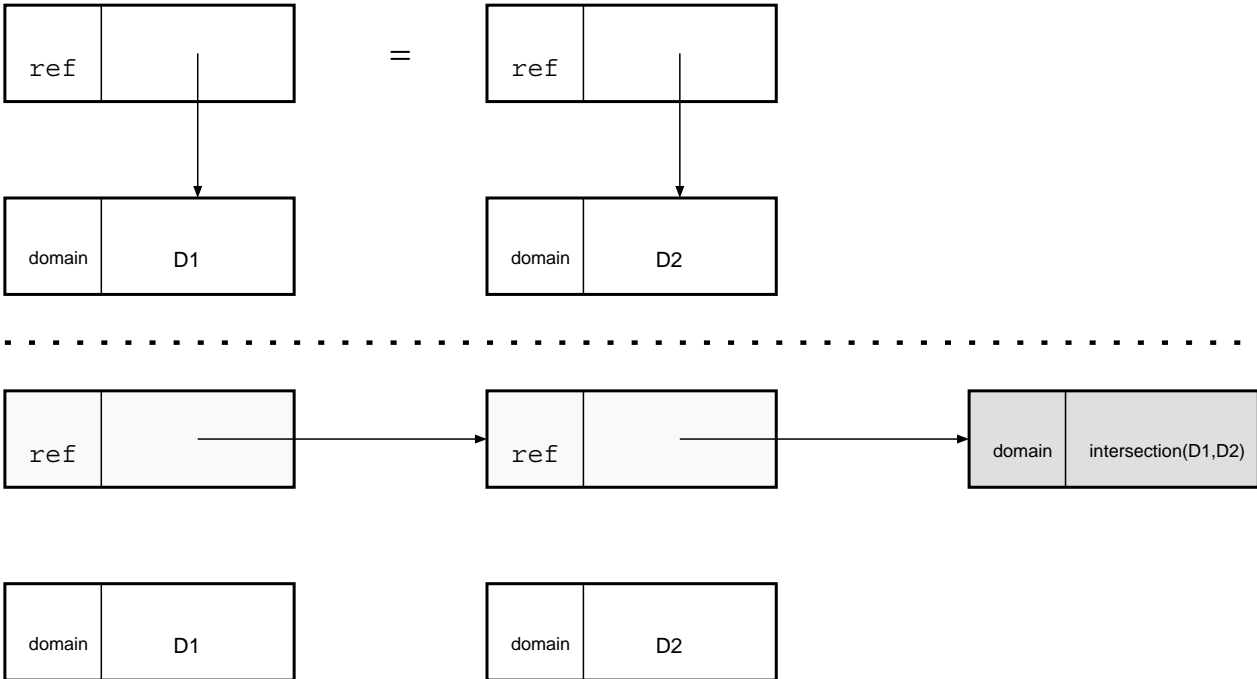 ref = ref
domain D1 domain D2
ref ref domain intersection(D1,D2)
domain D1 domain D2